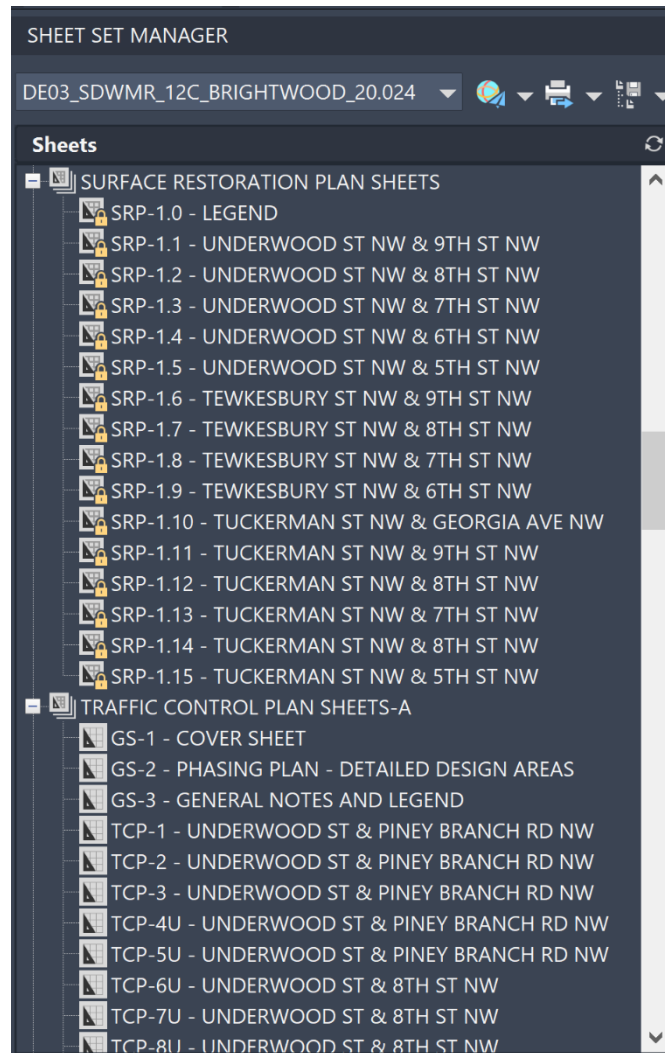 SHEET SET MANAGER
DE03_SDWMR_12C_BRIGHTWOOD_20.024
Sheets
SURFACE RESTORATION PLAN SHEETS
SRP-1.0 - LEGEND
SRP-1.1 - UNDERWOOD ST NW & 9TH ST NW
SRP-1.2 - UNDERWOOD ST NW & 8TH ST NW
SRP-1.3 - UNDERWOOD ST NW & 7TH ST NW
SRP-1.4 - UNDERWOOD ST NW & 6TH ST NW
SRP-1.5 - UNDERWOOD ST NW & 5TH ST NW
SRP-1.6 - TEWKESBURY ST NW & 9TH ST NW
SRP-1.7 - TEWKESBURY ST NW & 8TH ST NW
SRP-1.8 - TEWKESBURY ST NW & 7TH ST NW
SRP-1.9 - TEWKESBURY ST NW & 6TH ST NW
SRP-1.10 - TUCKERMAN ST NW & GEORGIA AVE NW
SRP-1.11 - TUCKERMAN ST NW & 9TH ST NW
SRP-1.12 - TUCKERMAN ST NW & 8TH ST NW
SRP-1.13 - TUCKERMAN ST NW & 7TH ST NW
SRP-1.14 - TUCKERMAN ST NW & 8TH ST NW
SRP-1.15 - TUCKERMAN ST NW & 5TH ST NW
TRAFFIC CONTROL PLAN SHEETS-A
GS-1 - COVER SHEET
GS-2 - PHASING PLAN - DETAILED DESIGN AREAS
GS-3 - GENERAL NOTES AND LEGEND
TCP-1 - UNDERWOOD ST & PINEY BRANCH RD NW
TCP-2 - UNDERWOOD ST & PINEY BRANCH RD NW
TCP-3 - UNDERWOOD ST & PINEY BRANCH RD NW
TCP-4U - UNDERWOOD ST & PINEY BRANCH RD NW
TCP-5U - UNDERWOOD ST & PINEY BRANCH RD NW
TCP-6U - UNDERWOOD ST & 8TH ST NW
TCP-7U - UNDERWOOD ST & 8TH ST NW
TCP-8U - UNDERWOOD ST & 8TH ST NW